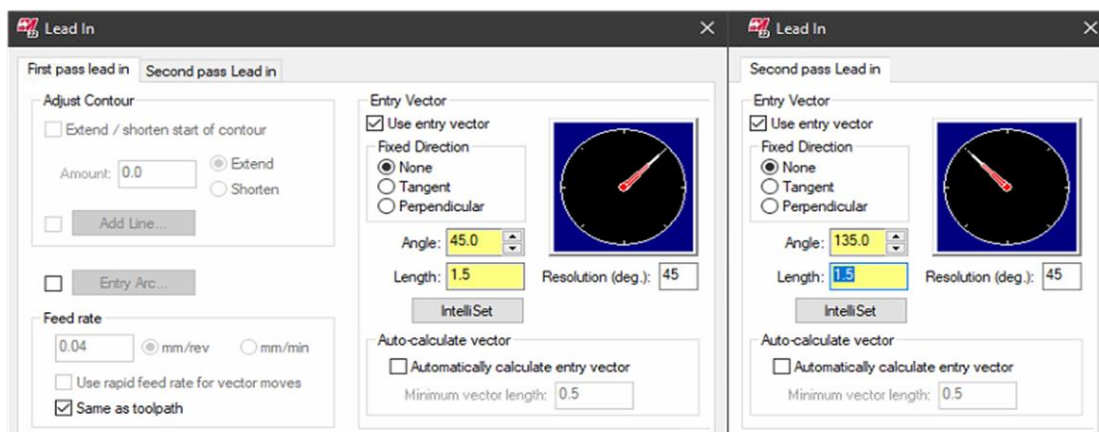 Lead In
First pass lead in
Second pass Lead in
Adjust Contour
Extend / shorten start of contour
Amount:
0.0
Extend
Shorten
Add Line...
Entry Arc...
Feed rate
0.04
mm/rev
mm/min
Use rapid feed rate for vector moves
Same as toolpath
Entry Vector
Use entry vector
Fixed Direction
None
Tangent
Perpendicular
Angle: 45.0
Length: 1.5
Resolution (deg.): 45
IntelliSet
Auto-calculate vector
Automatically calculate entry vector
Minimum vector length: 0.5
Lead In
Second pass Lead in
Entry Vector
Use entry vector
Fixed Direction
None
Tangent
Perpendicular
Angle: 135.0
Length: 1.5
Resolution (deg.): 45
IntelliSet
Auto-calculate vector
Automatically calculate entry vector
Minimum vector length: 0.5